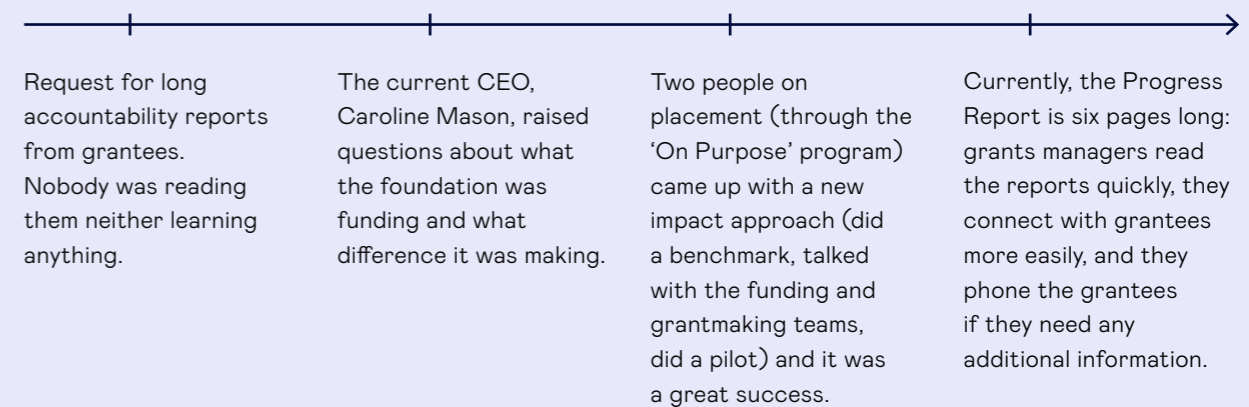 Request for long
accountability reports
from grantees.
Nobody was reading
them neither learning
anything.
The current CEO,
Caroline Mason, raised
questions about what
the foundation was
funding and what
difference it was making.
Two people on
placement (through the
‘On Purpose’ program)
came up with a new
impact approach (did
a benchmark, talked
with the funding and
grantmaking teams,
did a pilot) and it was
a great success.
Currently, the Progress
Report is six pages long:
grants managers read
the reports quickly, they
connect with grantees
more easily, and they
phone the grantees
if they need any
additional information.